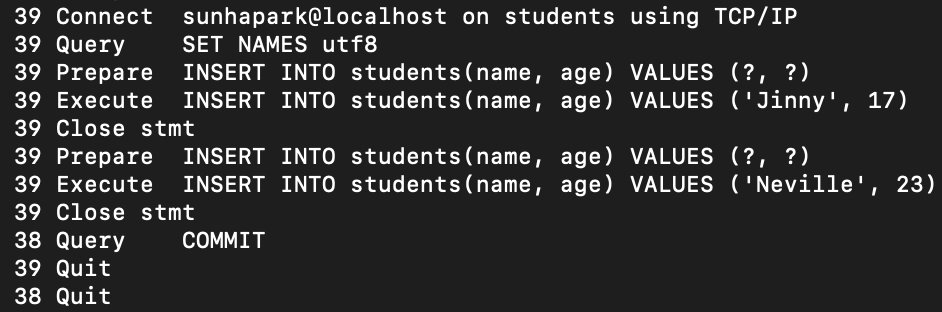 39 Connect sunhapark@localhost on students using TCP/IP
39 Query SET NAMES utf8
39 Prepare INSERT INTO students(name, age) VALUES (?, ?)
39 Execute INSERT INTO students(name, age) VALUES ('Jinny', 17)
39 Close stmt
39 Prepare INSERT INTO students(name, age) VALUES (?, ?)
39 Execute INSERT INTO students(name, age) VALUES ('Neville', 23)
39 Close stmt
38 Query COMMIT
39 Quit
38 Quit